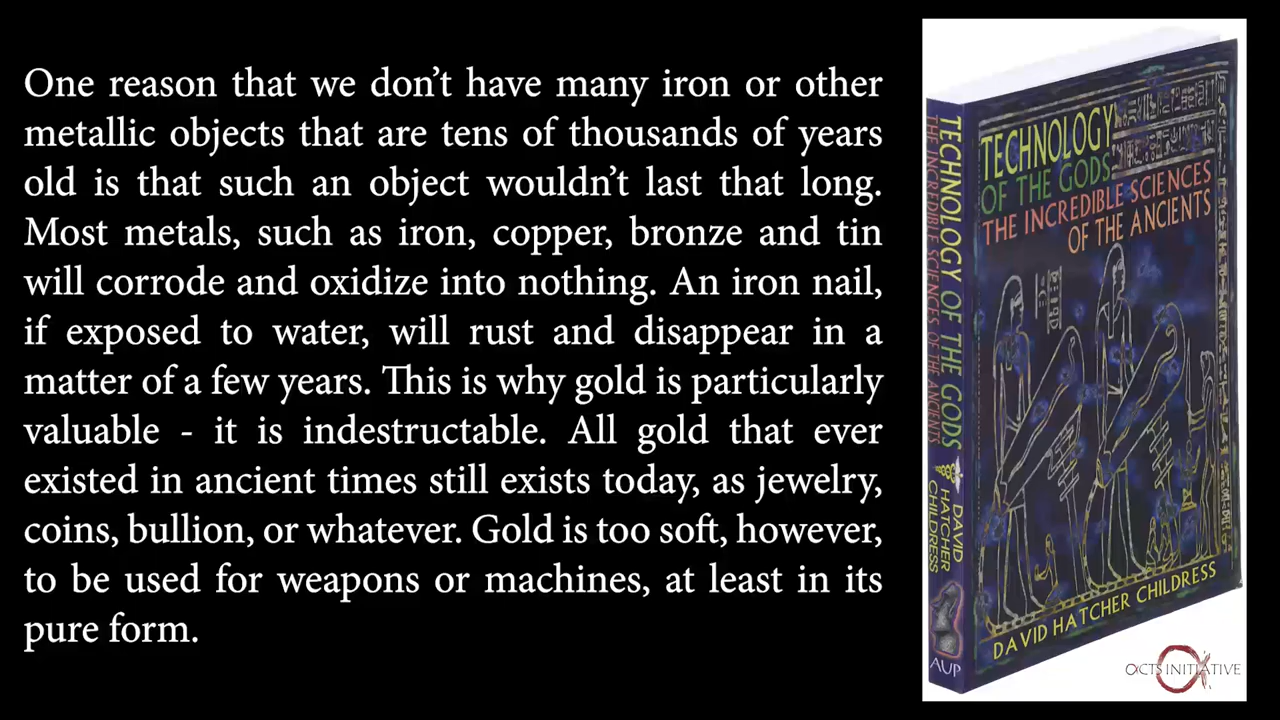 One reason that we don't have many iron or other
metallic objects that are tens of thousands of years
old is that such an object wouldn't last that long.
Most metals, such as iron, copper, bronze and tin
will corrode and oxidize into nothing. An iron nail,
if exposed to water, will rust and disappear in a
matter of a few years. This is why gold is particularly
valuable - it is indestructable. All gold that ever
existed in ancient times still exists today, as jewelry,
coins, bullion, or whatever. Gold is too soft, however,
to be used for weapons or machines, at least in its
pure form.
TECHNOLOGY OF THE GODS
THE INCREDIBLE SCIENCES OF THE ANCIENTS
DAVID
HATCHER
CHILDRESS
AUP
TECHNOLOGY
OF THE GODS
THE INCREDIBLE SCIENCES
OF THE ANCIENTS
DAVID HATCHER CHILDRESS
INITIATIVE